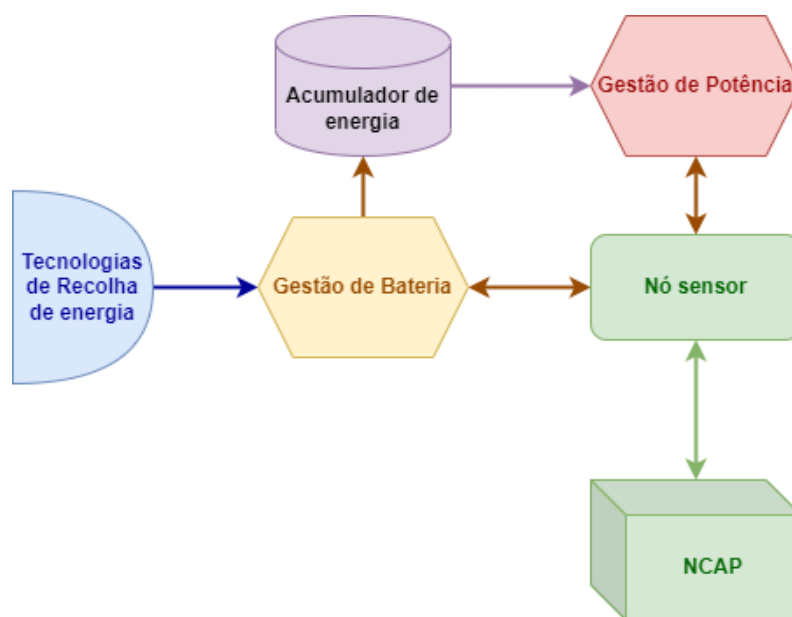 Acumulador de
energia
Gestão de Potência
Tecnologias
de Recolha
de energia
Gestão de Bateria
Nó sensor
NCAP